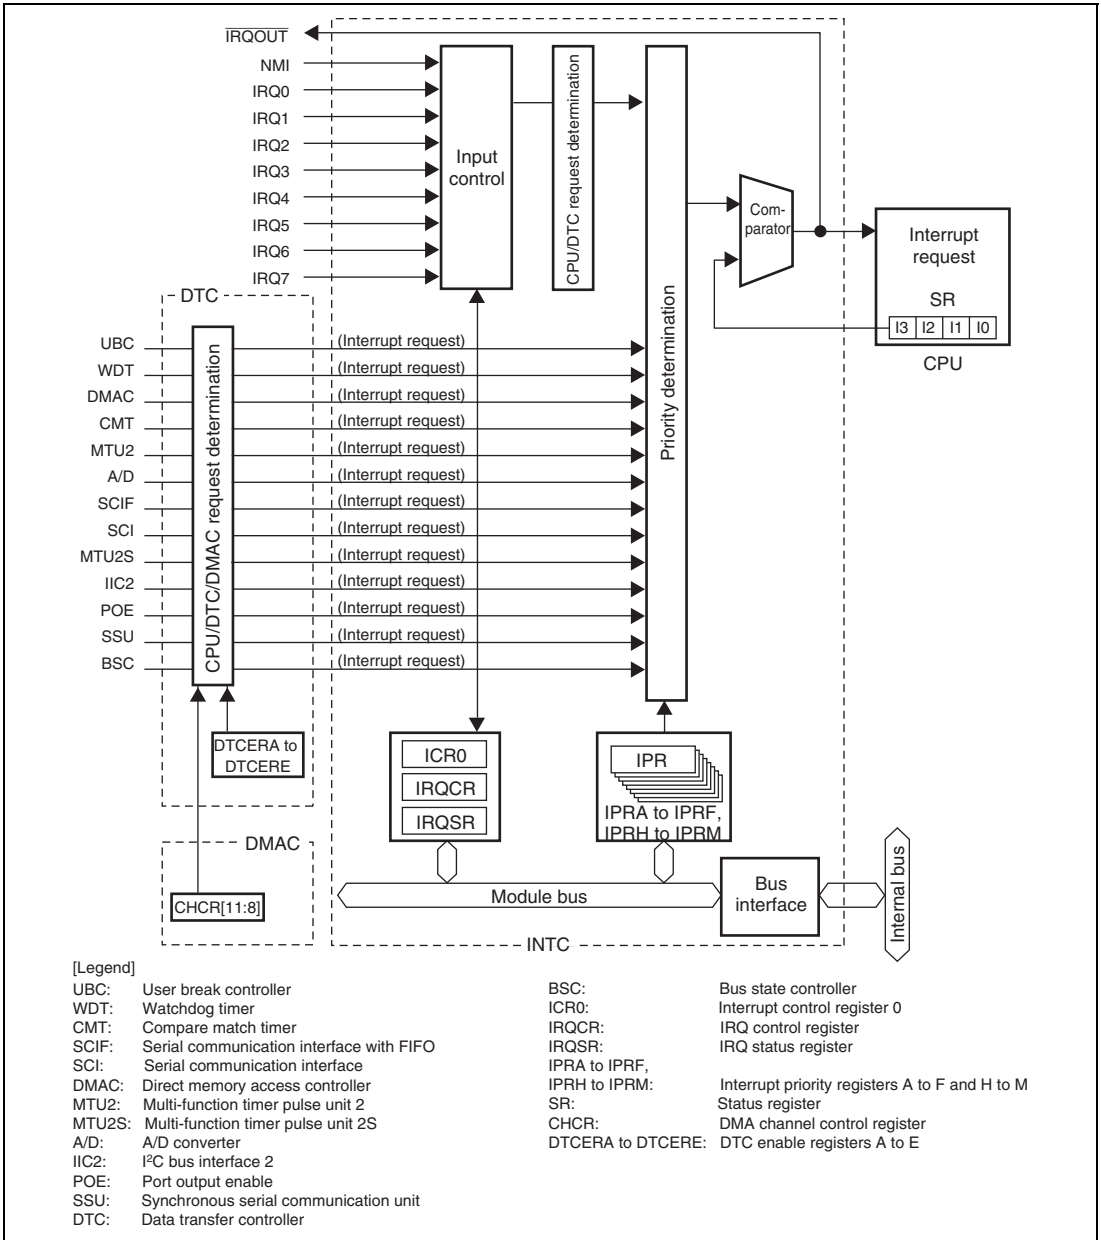 IRQOUT
NMI
IRQ0
IRQ1
IRQ2
IRQ3
IRQ4
IRQ5
IRQ6
IRQ7
Input
control
CPU/DTC request determination
Priority determination
Com-
parator
Interrupt
request
SR
I3 I2 I1 I0
CPU
DTC
UBC
WDT
DMAC
CMT
MTU2
A/D
SCIF
SCI
MTU2S
IIC2
POE
SSU
BSC
CPU/DTC/DMAC request determination
(Interrupt request)
(Interrupt request)
(Interrupt request)
(Interrupt request)
(Interrupt request)
(Interrupt request)
(Interrupt request)
(Interrupt request)
(Interrupt request)
(Interrupt request)
(Interrupt request)
(Interrupt request)
(Interrupt request)
DTCERA to
DTCERE
ICR0
IRQCR
IRQSR
IPR
IPRA to IPRF,
IPRH to IPRM
DMAC
CHCR[11:8]
Module bus
Bus
interface
Internal bus
INTC
[Legend]
UBC: User break controller
WDT: Watchdog timer
CMT: Compare match timer
SCIF: Serial communication interface with FIFO
SCI: Serial communication interface
DMAC: Direct memory access controller
MTU2: Multi-function timer pulse unit 2
MTU2S: Multi-function timer pulse unit 2S
A/D: A/D converter
IIC2: I²C bus interface 2
POE: Port output enable
SSU: Synchronous serial communication unit
DTC: Data transfer controller
BSC: Bus state controller
ICR0: Interrupt control register 0
IRQCR: IRQ control register
IRQSR: IRQ status register
IPRA to IPRF,
IPRH to IPRM: Interrupt priority registers A to F and H to M
SR: Status register
CHCR: DMA channel control register
DTCERA to DTCERE: DTC enable registers A to E